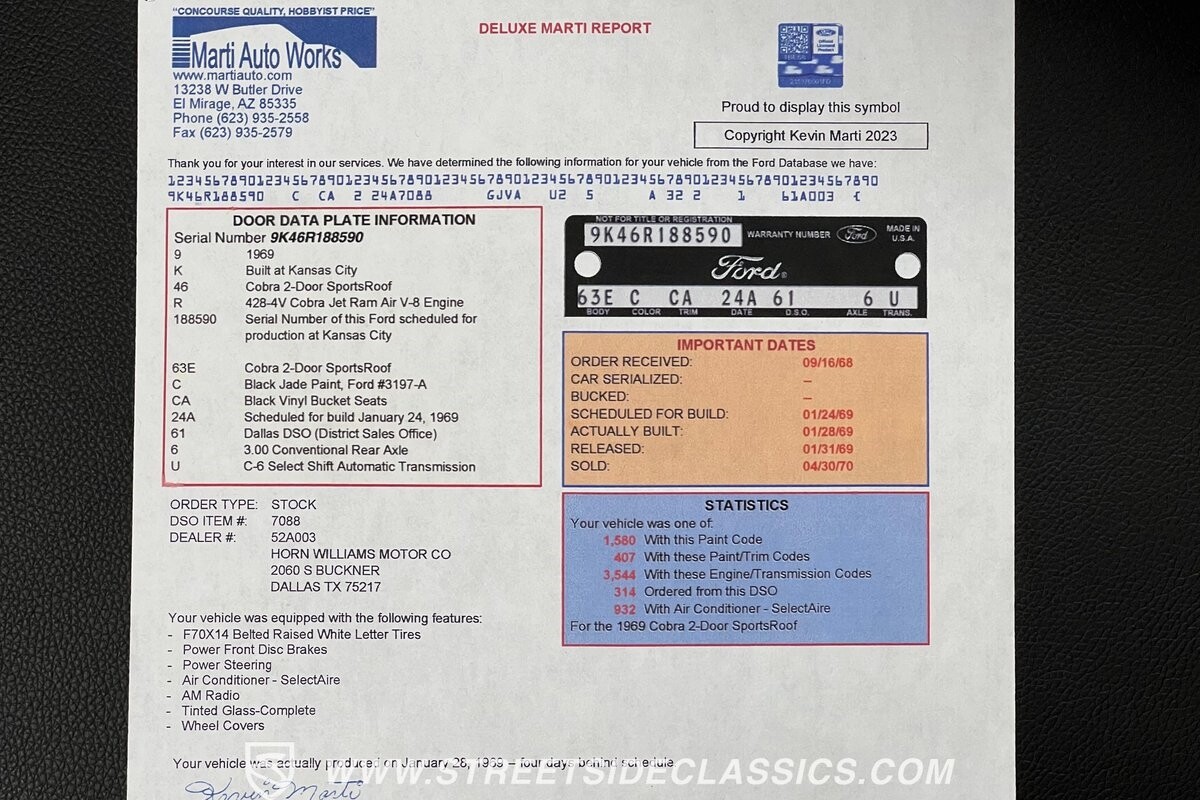 "CONCOURSE QUALITY, HOBBYIST PRICE"
Marti Auto Works
www.martiauto.com
13238 W Butler Drive
El Mirage, AZ 85335
Phone (623) 935-2558
Fax (623) 935-2579
DELUXE MARTI REPORT
Ford
Official
Licensed
Product
Proud to display this symbol
Copyright Kevin Marti 2023
Thank you for your interest in our services. We have determined the following information for your vehicle from the Ford Database we have:
12345678901234567890123456789012345678901234567890123456789012345678901234567890
9K46R188590 C CA 2 24A7088 GJVA U2 5 A 32 2 1 61A003 {
DOOR DATA PLATE INFORMATION
Serial Number 9K46R188590
9 1969
K Built at Kansas City
46 Cobra 2-Door SportsRoof
R 428-4V Cobra Jet Ram Air V-8 Engine
188590 Serial Number of this Ford scheduled for
production at Kansas City
63E Cobra 2-Door SportsRoof
C Black Jade Paint, Ford #3197-A
CA Black Vinyl Bucket Seats
24A Scheduled for build January 24, 1969
61 Dallas DSO (District Sales Office)
6 3.00 Conventional Rear Axle
U C-6 Select Shift Automatic Transmission
NOT FOR TITLE OR REGISTRATION
9K46R188590 WARRANTY NUMBER Ford MADE IN
U.S.A.
Ford®
63E C CA 24A 61 6 U
BODY COLOR TRIM DATE D.S.O. AXLE TRANS.
IMPORTANT DATES
ORDER RECEIVED: 09/16/68
CAR SERIALIZED: –
BUCKED: –
SCHEDULED FOR BUILD: 01/24/69
ACTUALLY BUILT: 01/28/69
RELEASED: 01/31/69
SOLD: 04/30/70
ORDER TYPE: STOCK
DSO ITEM #: 7088
DEALER #: 52A003
HORN WILLIAMS MOTOR CO
2060 S BUCKNER
DALLAS TX 75217
STATISTICS
Your vehicle was one of:
1,580 With this Paint Code
407 With these Paint/Trim Codes
3,544 With these Engine/Transmission Codes
314 Ordered from this DSO
932 With Air Conditioner - SelectAire
For the 1969 Cobra 2-Door SportsRoof
Your vehicle was equipped with the following features:
- F70X14 Belted Raised White Letter Tires
- Power Front Disc Brakes
- Power Steering
- Air Conditioner - SelectAire
- AM Radio
- Tinted Glass-Complete
- Wheel Covers
Your vehicle was actually produced on January 28, 1969 – four days behind schedule.
Kevin Marti
WWW.STREETSIDECLASSICS.COM